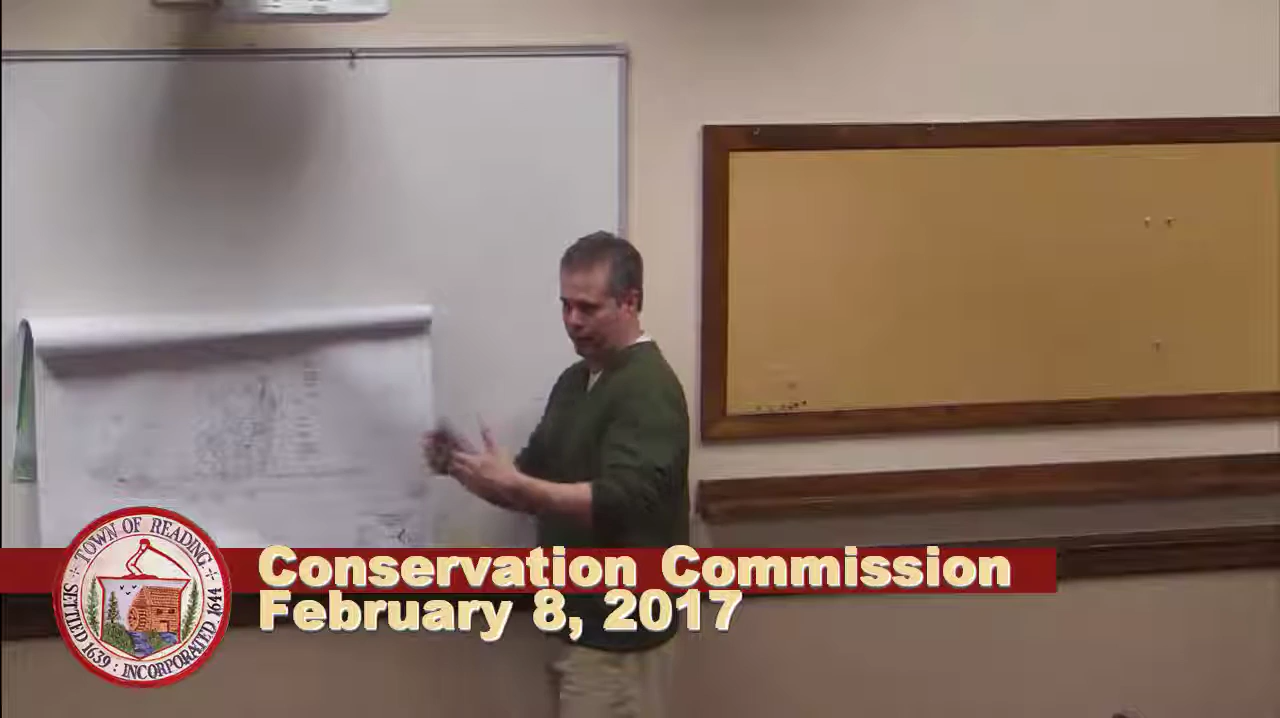 TOWN OF READING
SETTLED 1639 : INCORPORATED 1644
Conservation Commission
February 8, 2017